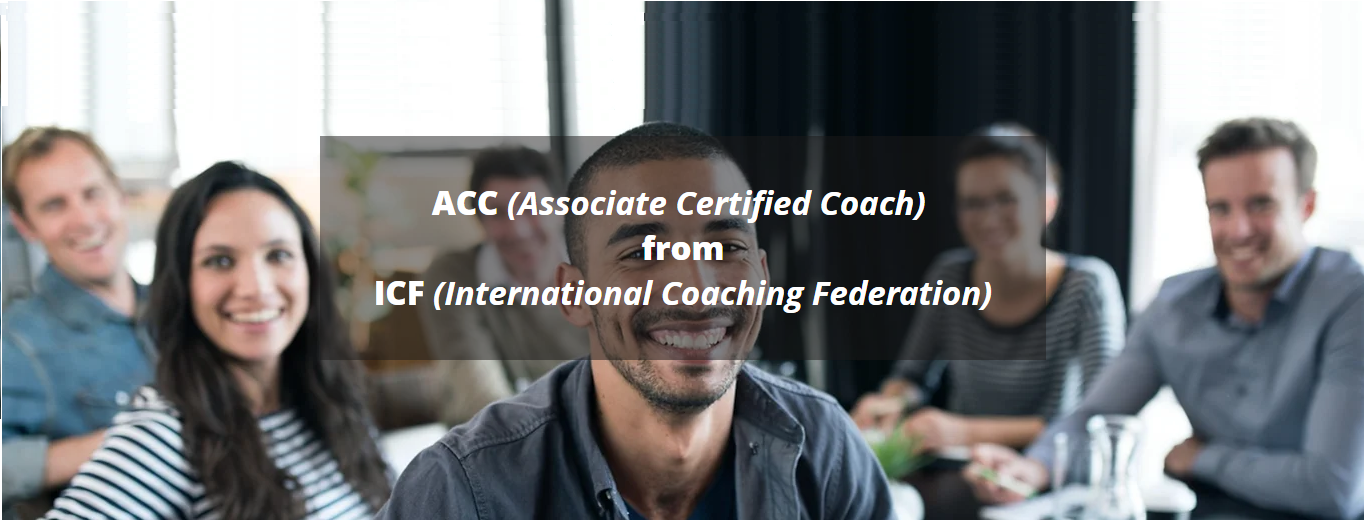 ACC (Associate Certified Coach)
from
ICF (International Coaching Federation)